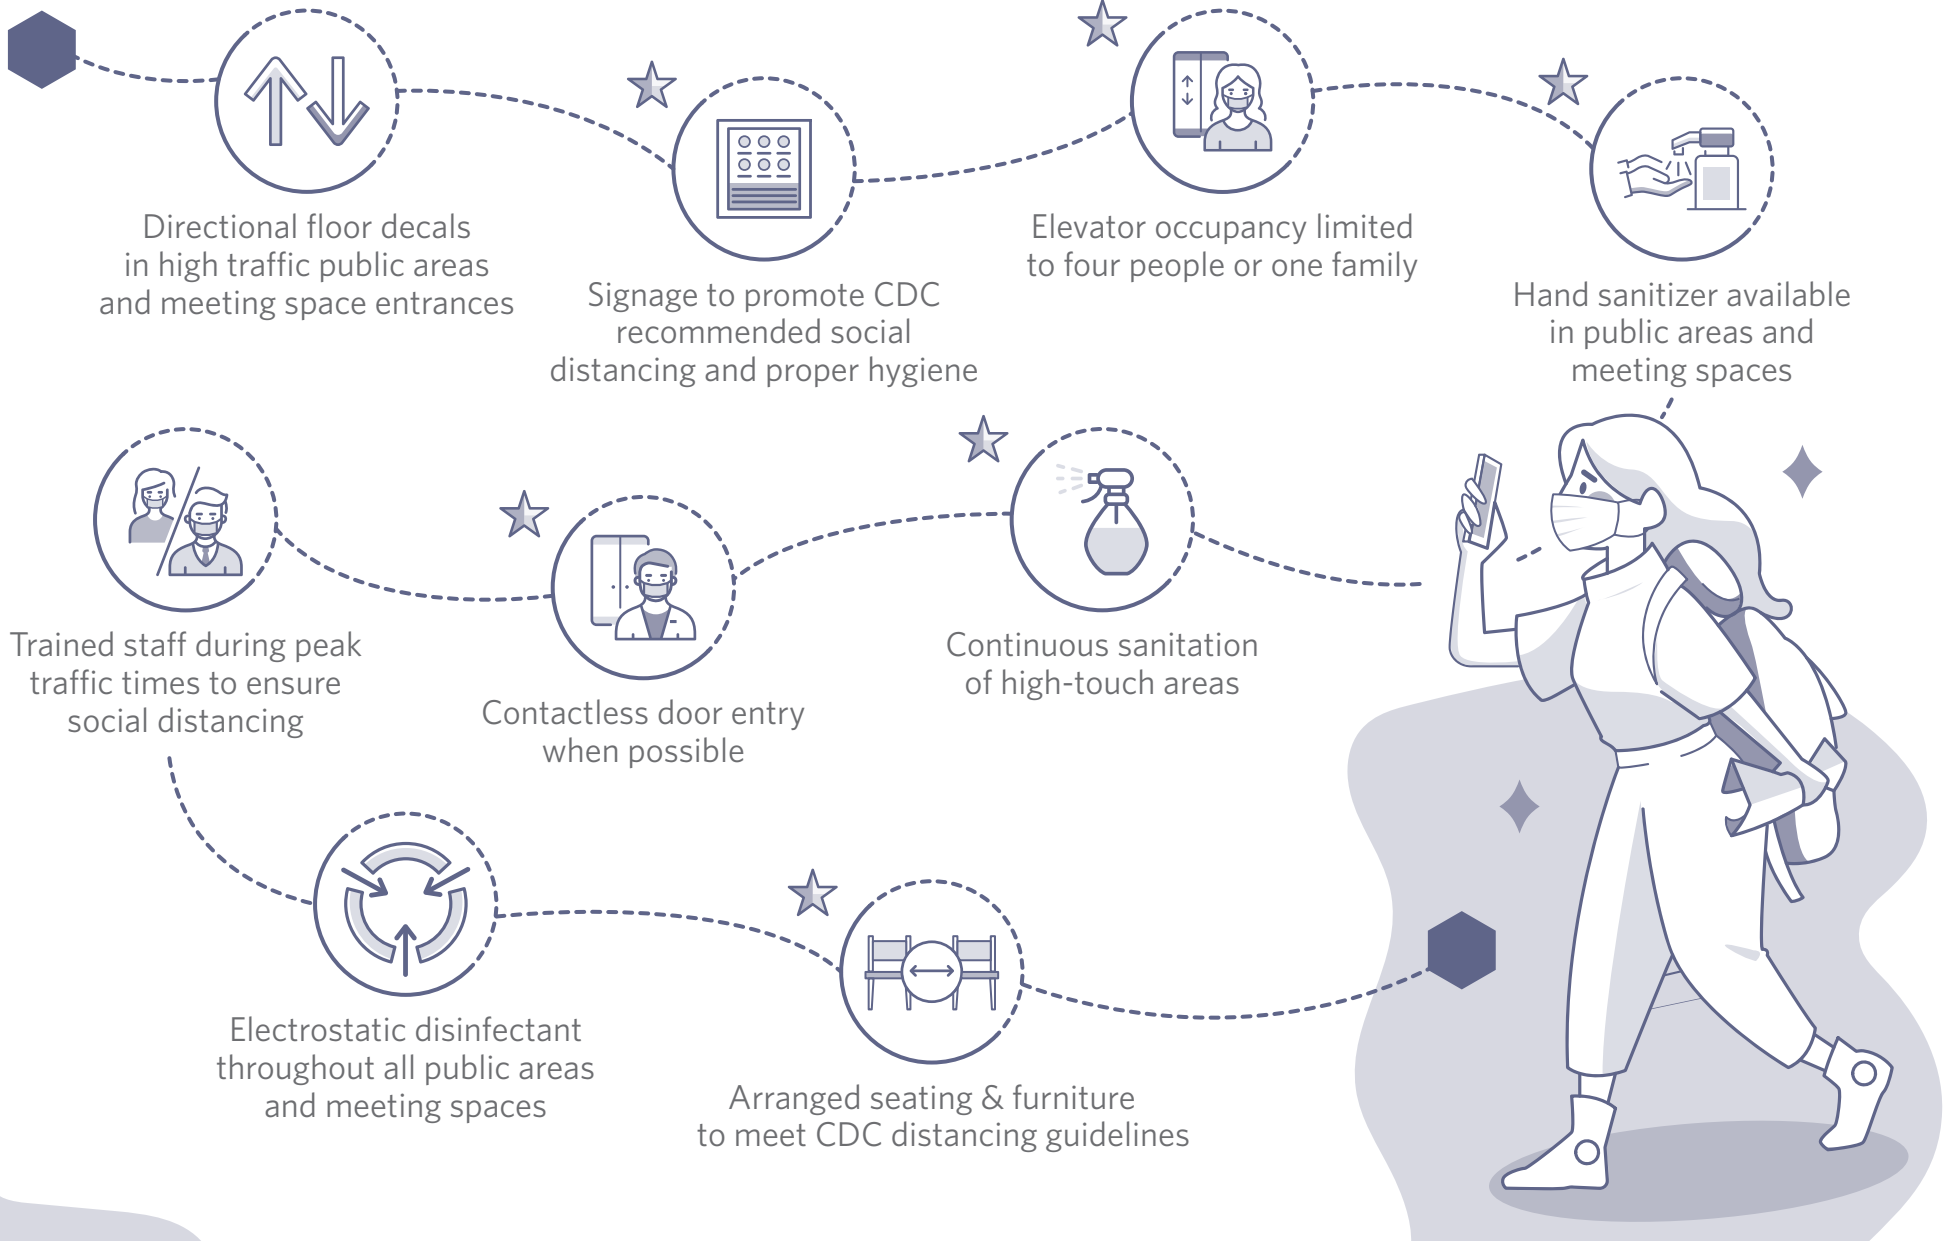 Directional floor decals
in high traffic public areas
and meeting space entrances
Signage to promote CDC
recommended social
distancing and proper hygiene
Elevator occupancy limited
to four people or one family
Hand sanitizer available
in public areas and
meeting spaces
Trained staff during peak
traffic times to ensure
social distancing
Contactless door entry
when possible
Continuous sanitation
of high-touch areas
Electrostatic disinfectant
throughout all public areas
and meeting spaces
Arranged seating & furniture
to meet CDC distancing guidelines